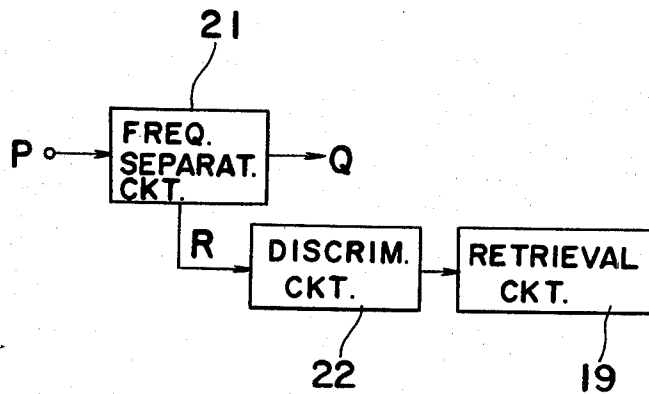 21
P
FREQ.
SEPARAT.
CKT.
Q
R
DISCRIM.
CKT.
RETRIEVAL
CKT.
22
19